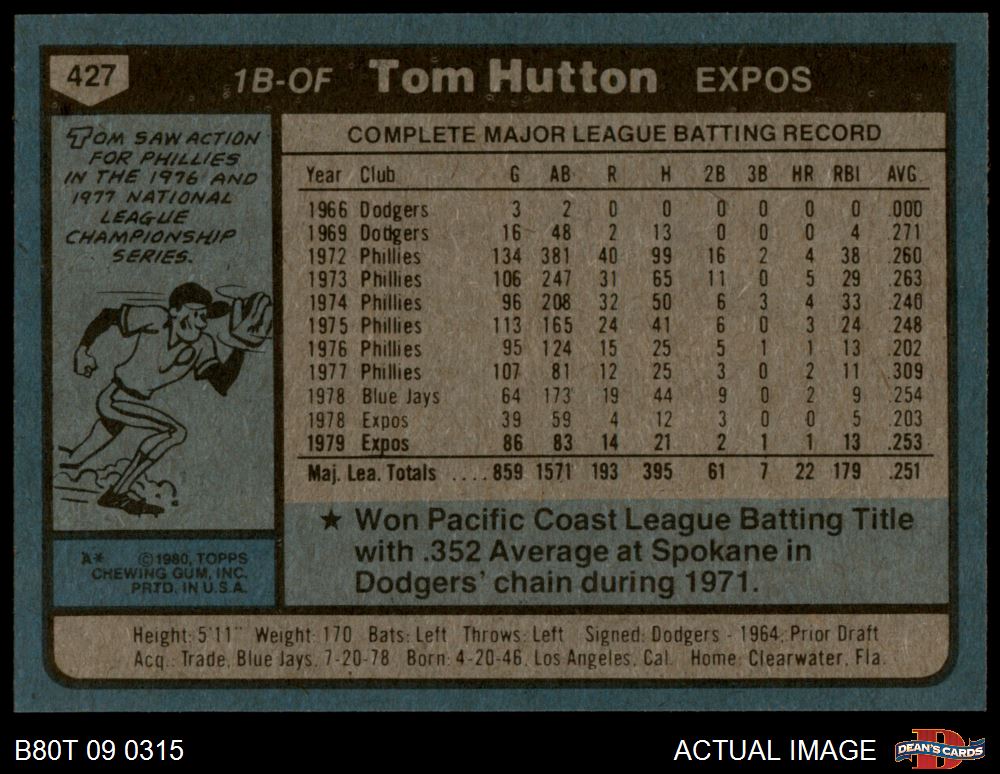 427 1B-OF Tom Hutton EXPOS
TOM SAW ACTION
FOR PHILLIES
IN THE 1976 AND
1977 NATIONAL
LEAGUE
CHAMPIONSHIP
SERIES.
COMPLETE MAJOR LEAGUE BATTING RECORD
Year Club G AB R H 2B 3B HR RBI AVG.
1966 Dodgers 3 2 0 0 0 0 0 0 .000
1969 Dodgers 16 48 2 13 0 0 0 4 .271
1972 Phillies 134 381 40 99 16 2 4 38 .260
1973 Phillies 106 247 31 65 11 0 5 29 .263
1974 Phillies 96 208 32 50 6 3 4 33 .240
1975 Phillies 113 165 24 41 6 0 3 24 .248
1976 Phillies 95 124 15 25 5 1 1 13 .202
1977 Phillies 107 81 12 25 3 0 2 11 .309
1978 Blue Jays 64 173 19 44 9 0 2 9 .254
1978 Expos 39 59 4 12 3 0 0 5 .203
1979 Expos 86 83 14 21 2 1 1 13 .253
Maj. Lea. Totals ....859 1571 193 395 61 7 22 179 .251
★ Won Pacific Coast League Batting Title
with .352 Average at Spokane in
Dodgers' chain during 1971.
A* ©1980, TOPPS
CHEWING GUM, INC.
PRTD. IN U.S.A.
Height: 5'11" Weight: 170 Bats: Left Throws: Left Signed: Dodgers - 1964, Prior Draft
Acq.: Trade, Blue Jays, 7-20-78 Born: 4-20-46, Los Angeles, Cal. Home: Clearwater, Fla.
B80T 09 0315 ACTUAL IMAGE DEAN'S CARDS